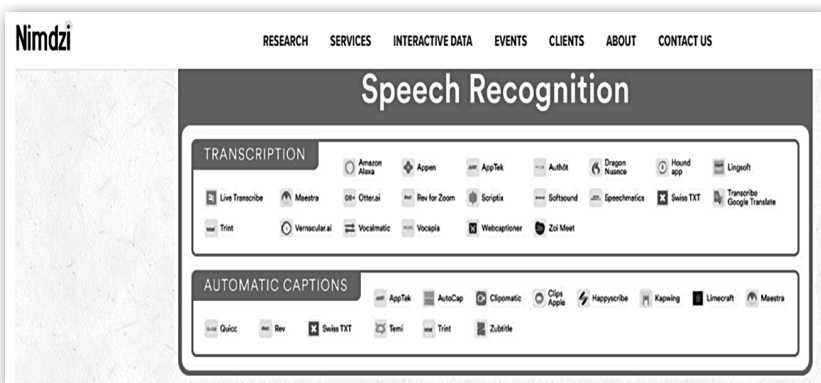 Nimdzi
RESEARCH SERVICES INTERACTIVE DATA EVENTS CLIENTS ABOUT CONTACT US
Speech Recognition
TRANSCRIPTION
Amazon Alexa Appen AppTek Authôt Dragon Nuance Hound app Lingsoft
Live Transcribe Maestra Otter.ai Rev for Zoom Scriptix Softsound Speechmatics Swiss TXT Transcribe Google Translate
Trint Vernacular.ai Vocalmatic Vocapia Webcaptioner Zoi Meet
AUTOMATIC CAPTIONS
AppTek AutoCap Clipomatic Clips Apple Happyscribe Kapwing Limecraft Maestra
Quicc Rev Swiss TXT Temi Trint Zubtitle